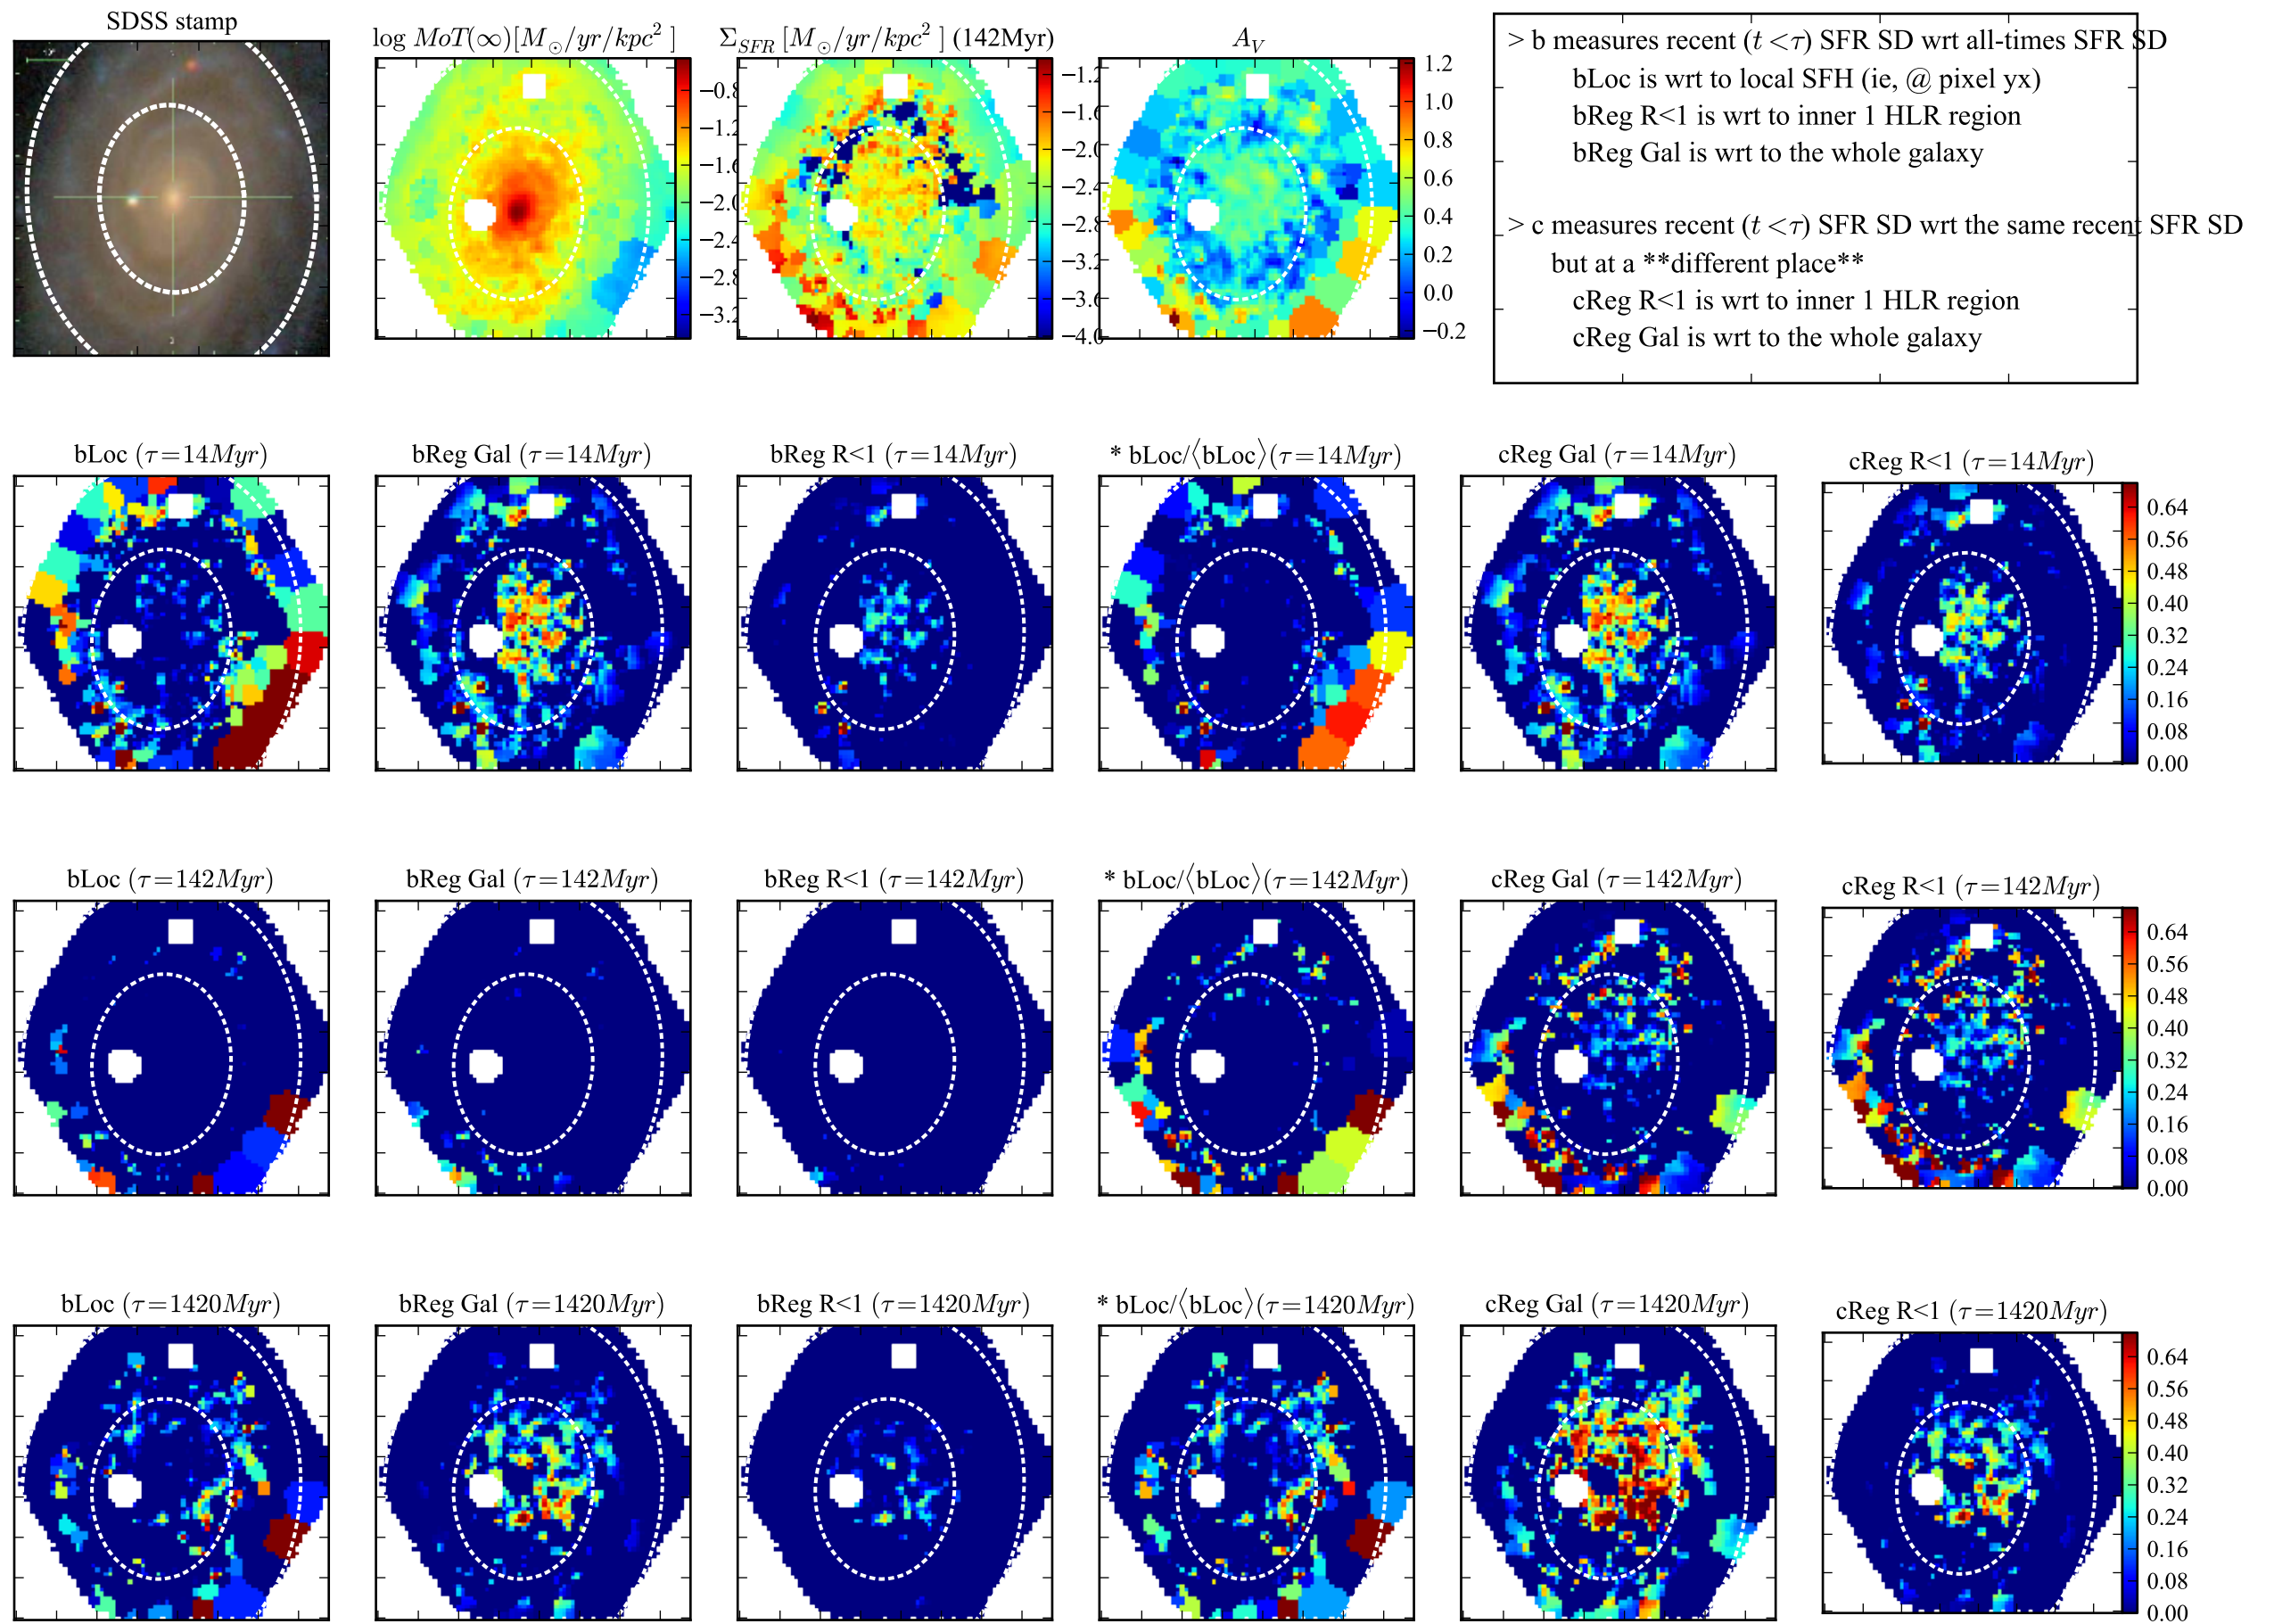 SDSS stamp
log MoT(∞)[M⊙/yr/kpc²]
Σ_SFR [M⊙/yr/kpc²] (142Myr)
A_V
−0.8
−1.2
−1.6
−2.0
−2.4
−2.8
−3.2
−1.2
−1.6
−2.0
−2.4
−2.8
−3.2
−3.6
−4.0
1.2
1.0
0.8
0.6
0.4
0.2
0.0
−0.2
> b measures recent (t <τ) SFR SD wrt all-times SFR SD
bLoc is wrt to local SFH (ie, @ pixel yx)
bReg R<1 is wrt to inner 1 HLR region
bReg Gal is wrt to the whole galaxy
> c measures recent (t <τ) SFR SD wrt the same recent SFR SD
but at a **different place**
cReg R<1 is wrt to inner 1 HLR region
cReg Gal is wrt to the whole galaxy
bLoc (τ=14Myr)
bReg Gal (τ=14Myr)
bReg R<1 (τ=14Myr)
* bLoc/⟨bLoc⟩(τ=14Myr)
cReg Gal (τ=14Myr)
cReg R<1 (τ=14Myr)
0.64
0.56
0.48
0.40
0.32
0.24
0.16
0.08
0.00
bLoc (τ=142Myr)
bReg Gal (τ=142Myr)
bReg R<1 (τ=142Myr)
* bLoc/⟨bLoc⟩(τ=142Myr)
cReg Gal (τ=142Myr)
cReg R<1 (τ=142Myr)
0.64
0.56
0.48
0.40
0.32
0.24
0.16
0.08
0.00
bLoc (τ=1420Myr)
bReg Gal (τ=1420Myr)
bReg R<1 (τ=1420Myr)
* bLoc/⟨bLoc⟩(τ=1420Myr)
cReg Gal (τ=1420Myr)
cReg R<1 (τ=1420Myr)
0.64
0.56
0.48
0.40
0.32
0.24
0.16
0.08
0.00